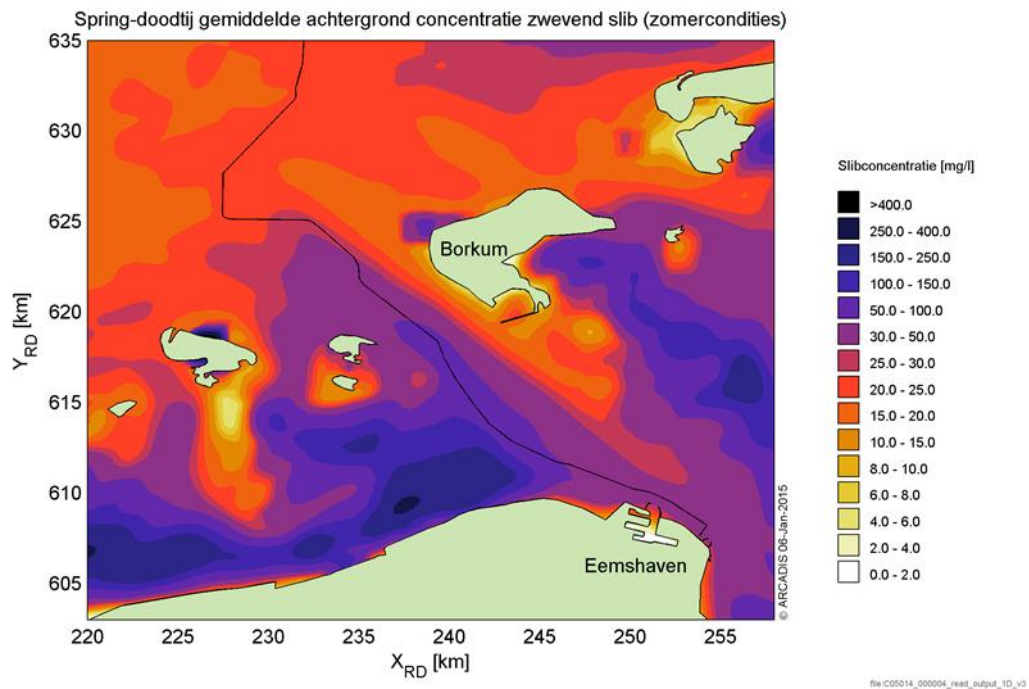 Spring-doodtij gemiddelde achtergrond concentratie zwevend slib (zomercondities)
635
630
625
620
615
610
605
Y_RD [km]
Borkum
Eemshaven
© ARCADIS 06-Jan-2015
220
225
230
235
240
245
250
255
X_RD [km]
Slibconcentratie [mg/l]
>400.0
250.0 - 400.0
150.0 - 250.0
100.0 - 150.0
50.0 - 100.0
30.0 - 50.0
25.0 - 30.0
20.0 - 25.0
15.0 - 20.0
10.0 - 15.0
8.0 - 10.0
6.0 - 8.0
4.0 - 6.0
2.0 - 4.0
0.0 - 2.0
file:C05014_000004_read_output_1D_v3